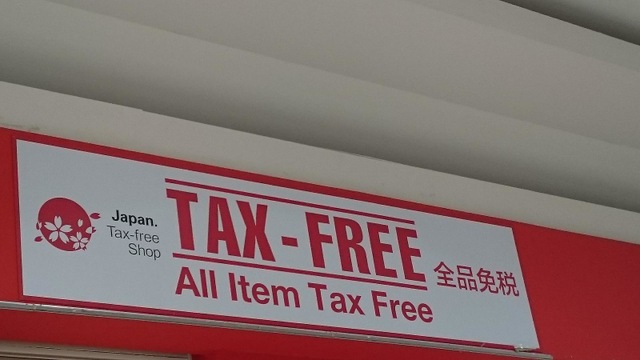 Japan.
Tax-free
Shop
TAX-FREE
All Item Tax Free
全品免税